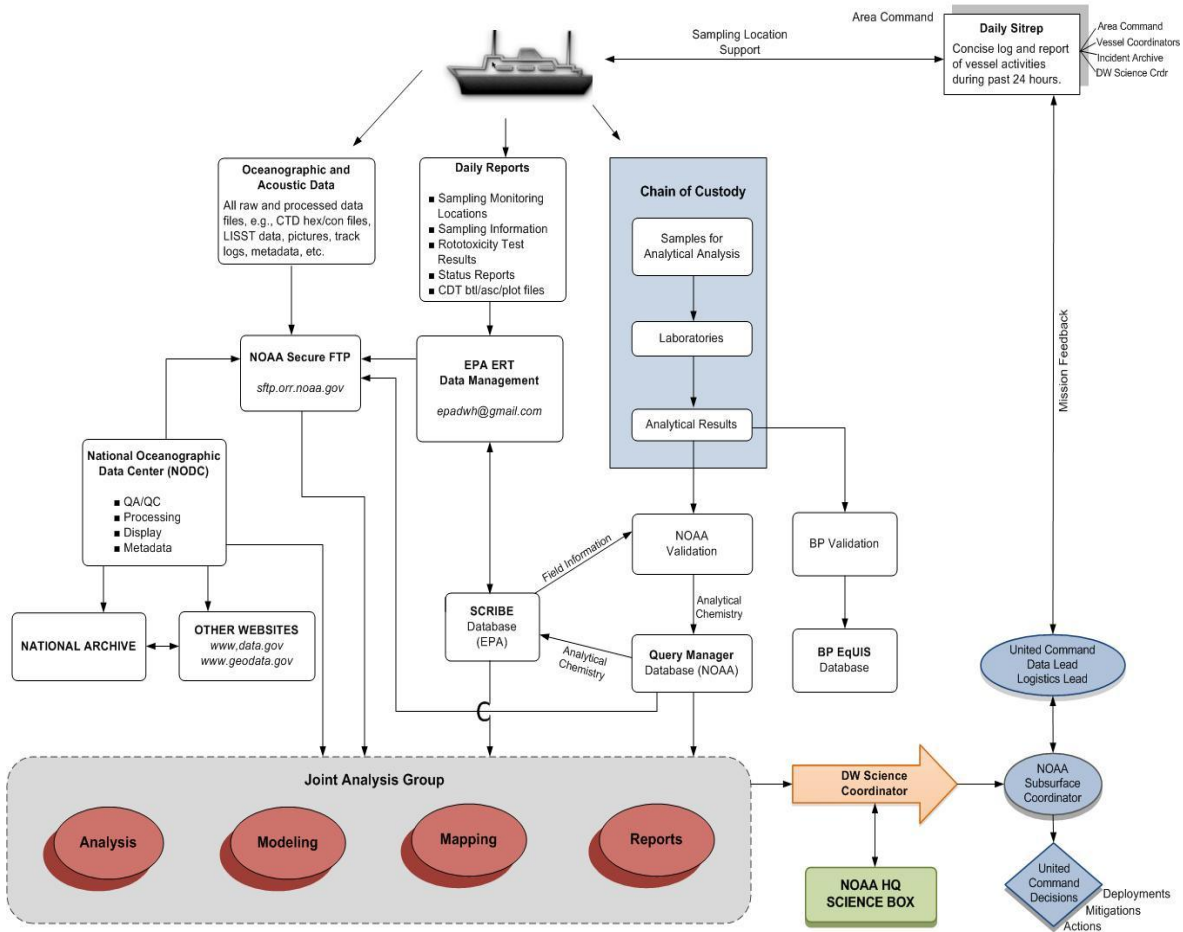 Area Command
Sampling Location
Support
Daily Sitrep
Concise log and report
of vessel activities
during past 24 hours.
Area Command
Vessel Coordinators
Incident Archive
DW Science Crdr
Oceanographic and
Acoustic Data
All raw and processed data
files, e.g., CTD hex/con files,
LISST data, pictures, track
logs, metadata, etc.
Daily Reports
■ Sampling Monitoring
Locations
■ Sampling Information
■ Rototoxicity Test
Results
■ Status Reports
■ CDT btl/asc/plot files
Chain of Custody
Samples for
Analytical Analysis
Laboratories
Analytical Results
NOAA Secure FTP
sftp.orr.noaa.gov
EPA ERT
Data Management
epadwh@gmail.com
Mission Feedback
National Oceanographic
Data Center (NODC)
■ QA/QC
■ Processing
■ Display
■ Metadata
Field Information
NOAA
Validation
BP Validation
Analytical
Chemistry
NATIONAL ARCHIVE
OTHER WEBSITES
www,data.gov
www.geodata.gov
SCRIBE
Database
(EPA)
Analytical
Chemistry
Query Manager
Database (NOAA)
BP EqUIS
Database
United Command
Data Lead
Logistics Lead
Joint Analysis Group
Analysis
Modeling
Mapping
Reports
DW Science
Coordinator
NOAA
Subsurface
Coordinator
NOAA HQ
SCIENCE BOX
United
Command
Decisions
Deployments
Mitigations
Actions